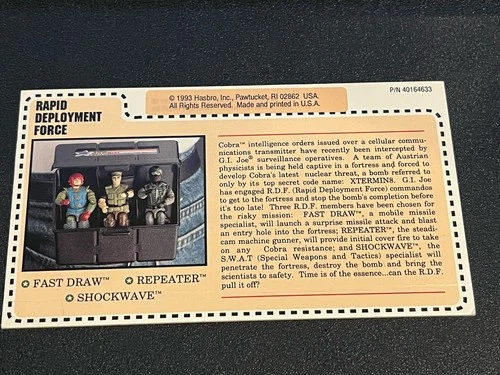 © 1993 Hasbro, Inc., Pawtucket, RI 02862 USA.
All Rights Reserved. Made and printed in U.S.A.
P/N 40164633
RAPID
DEPLOYMENT
FORCE
FAST DRAW™ REPEATER™
SHOCKWAVE™
Cobra™ intelligence orders issued over a cellular commu-
nications transmitter have recently been intercepted by
G.I. Joe® surveillance operatives. A team of Austrian
physicists is being held captive in a fortress and forced to
develop Cobra's latest nuclear threat, a bomb referred to
only by its top secret code name: XTERMIN8. G.I. Joe
has engaged R.D.F. (Rapid Deployment Force) commandos
to get to the fortress and stop the bomb's completion before
it's too late! Three R.D.F. members have been chosen for
the risky mission: FAST DRAW™, a mobile missile
specialist, will launch a surprise missile attack and blast
an entry hole into the fortress; REPEATER™, the steadi-
cam machine gunner, will provide initial cover fire to take
on any Cobra resistance; and SHOCKWAVE™, the
S.W.A.T (Special Weapons and Tactics) specialist will
penetrate the fortress, destroy the bomb and bring the
scientists to safety. Time is of the essence...can the R.D.F.
pull it off?